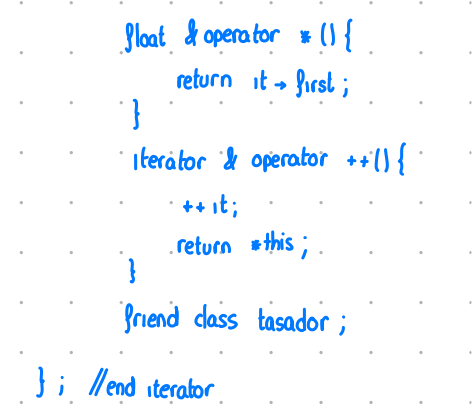 float & operator * () {
return it → first ;
}
iterator & operator ++() {
++ it;
return *this ;
}
friend class tasador ;
} ; //end iterator